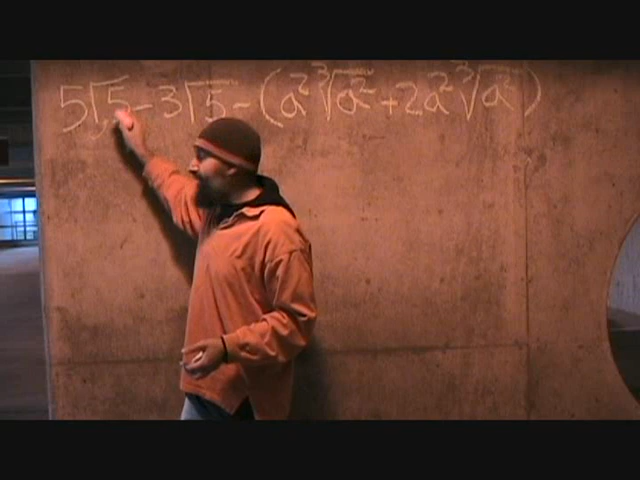 5√5 - 3√5 - (a² ∛a² + 2a² ∛a²)